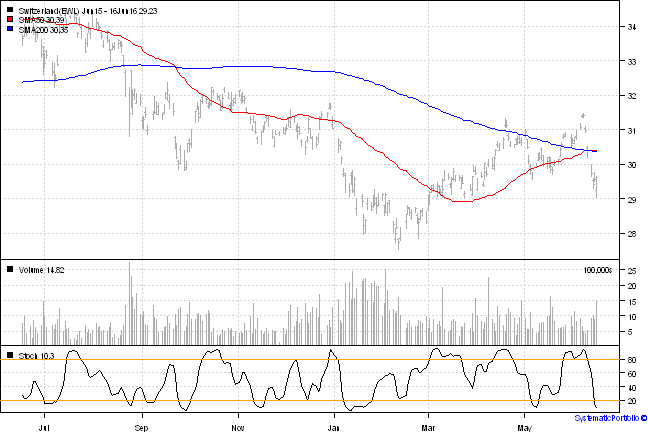 Switzerland(EWL) Jun15 - 16Jun16 29.23
SMA50 30.39
SMA200 30.35
34
33
32
31
30
29
28
Volume 14.82
100,000s
25
20
15
10
5
Stoch 10.3
80
60
40
20
Jul
Sep
Nov
Jan
Mar
May
SystematicPortfolio ©